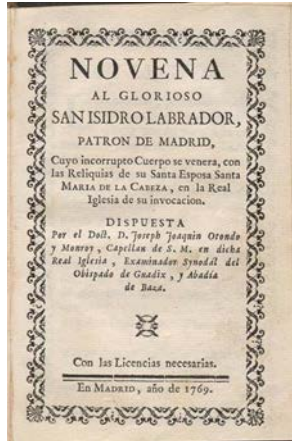 NOVENA
AL GLORIOSO
SAN ISIDRO LABRADOR,
PATRON DE MADRID,
Cuyo incorrupto Cuerpo se venera, con
las Reliquias de su Santa Esposa Santa
MARIA DE LA CABEZA, en la Real
Iglesia de su invocacion.
DISPUESTA
Por el Doct. D. Joseph Joaquin Orondo
y Monroy, Capellan de S. M. en dicha
Real Iglesia, Examinador Synodàl del
Obispado de Guadix, y Abadía
de Baza.
Con las Licencias necesarias.
En MADRID, año de 1769.